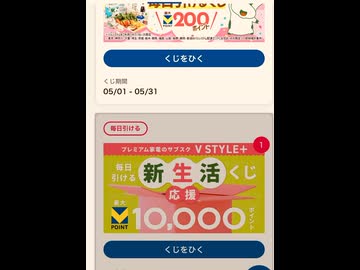 毎日引けるくじ
V
POINT
200
ポイント
くじをひく
くじ期間
05/01 - 05/31
毎日引ける
プレミアム家電のサブスク V STYLE+
1
毎日
引ける
新生活くじ
応援
最大
V
POINT
10,000
ポイント
くじをひく